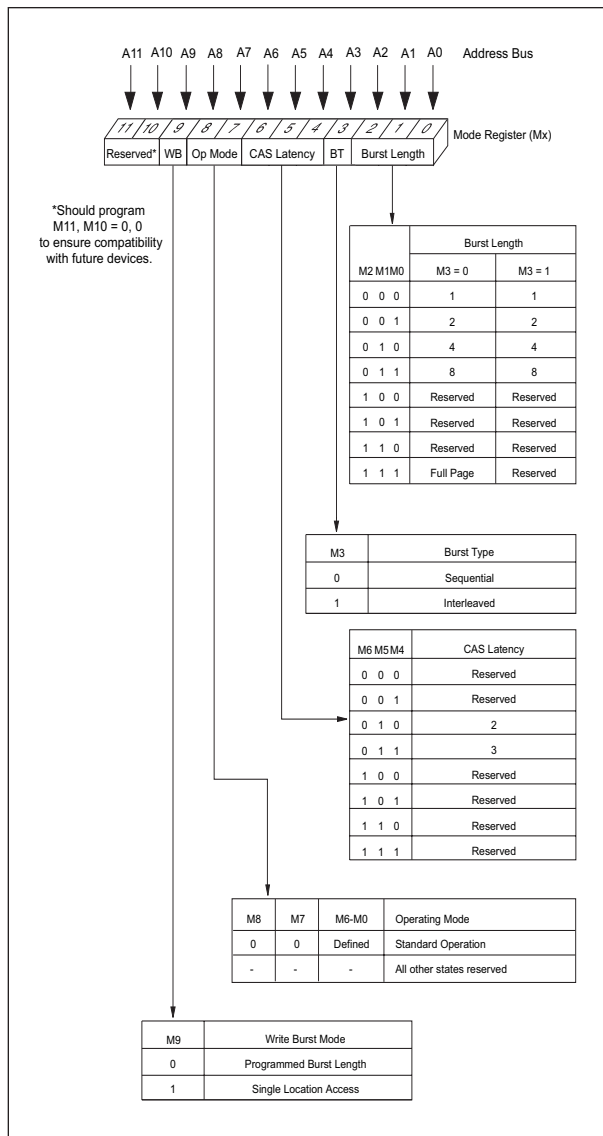 A11 A10 A9 A8 A7 A6 A5 A4 A3 A2 A1 A0 Address Bus
11 10 9 8 7 6 5 4 3 2 1 0
Mode Register (Mx)
Reserved* WB Op Mode CAS Latency BT Burst Length
*Should program
M11, M10 = 0, 0
to ensure compatibility
with future devices.
Burst Length
M2 M1M0 M3 = 0 M3 = 1
0 0 0 1 1
0 0 1 2 2
0 1 0 4 4
0 1 1 8 8
1 0 0 Reserved Reserved
1 0 1 Reserved Reserved
1 1 0 Reserved Reserved
1 1 1 Full Page Reserved
M3 Burst Type
0 Sequential
1 Interleaved
M6 M5 M4 CAS Latency
0 0 0 Reserved
0 0 1 Reserved
0 1 0 2
0 1 1 3
1 0 0 Reserved
1 0 1 Reserved
1 1 0 Reserved
1 1 1 Reserved
M8 M7 M6-M0 Operating Mode
0 0 Defined Standard Operation
- - - All other states reserved
M9 Write Burst Mode
0 Programmed Burst Length
1 Single Location Access